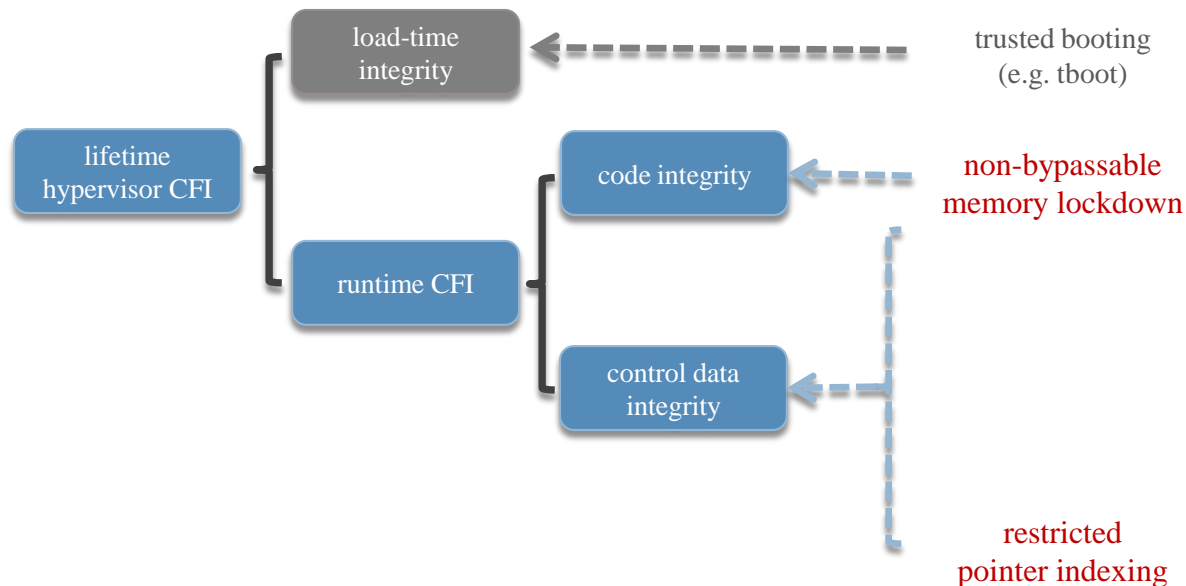 load-time
integrity
trusted booting
(e.g. tboot)
lifetime
hypervisor CFI
code integrity
non-bypassable
memory lockdown
runtime CFI
control data
integrity
restricted
pointer indexing